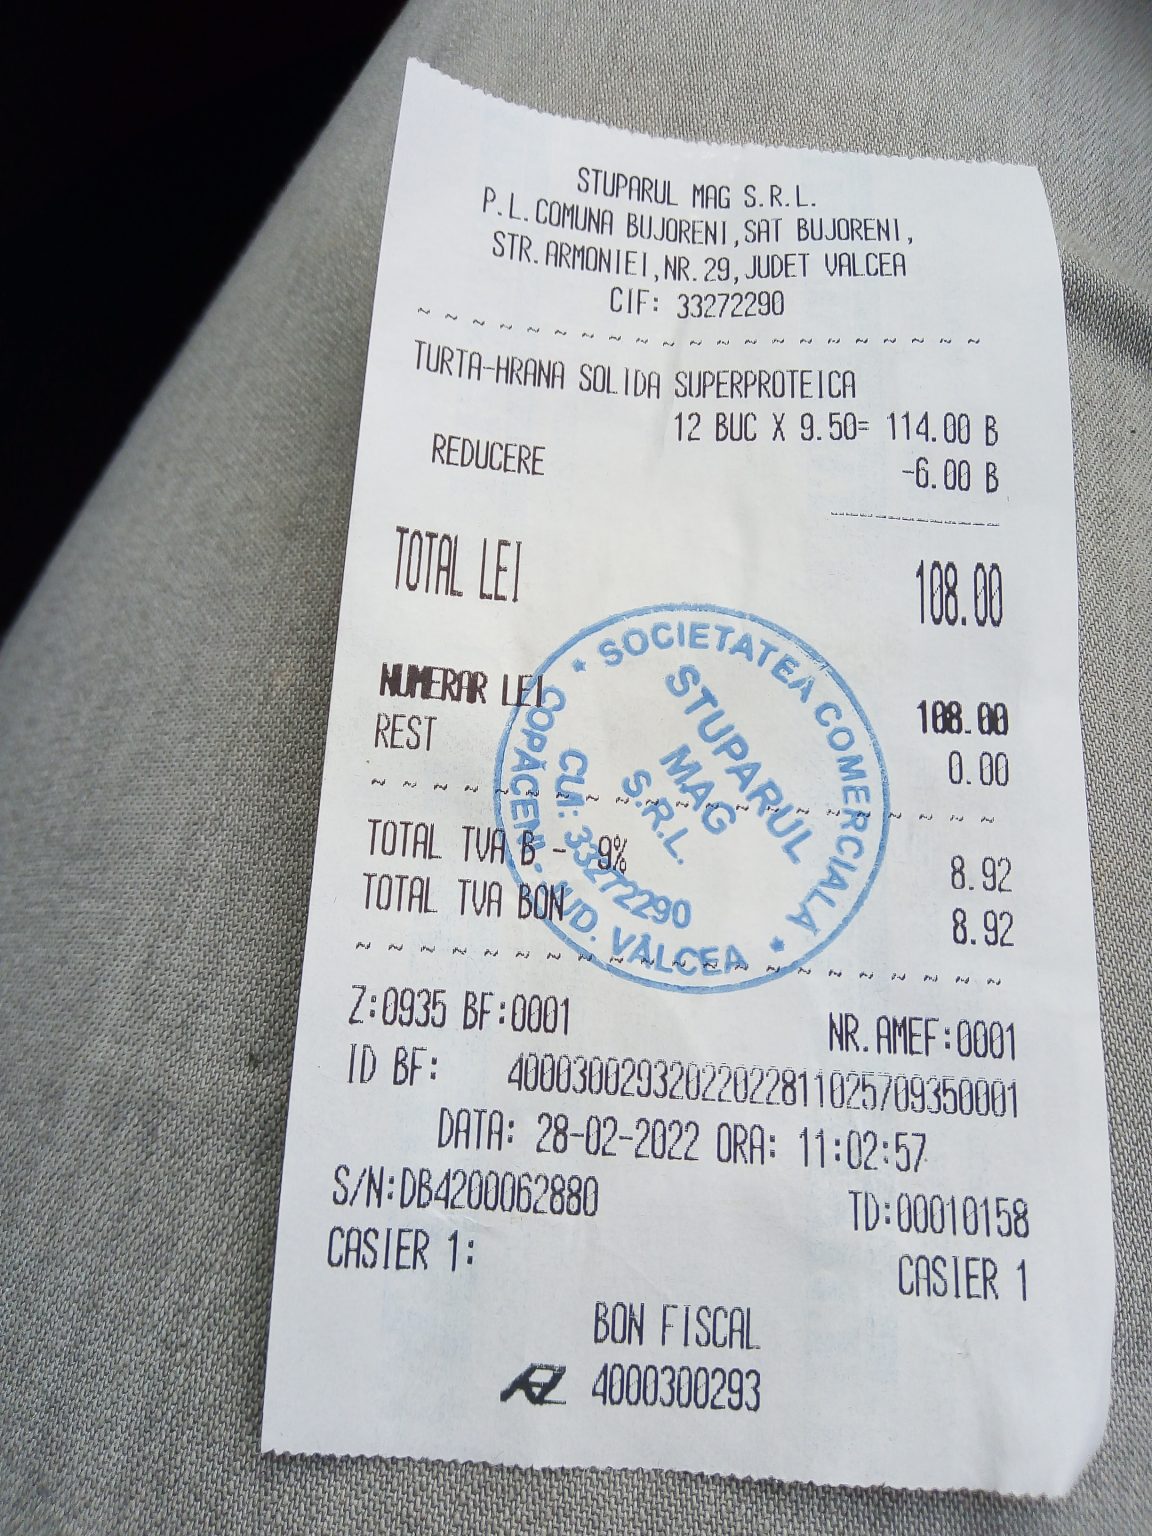 STUPARUL MAG S.R.L.
P.L.COMUNA BUJORENI,SAT BUJORENI,
STR.ARMONIEI,NR.29,JUDET VALCEA
CIF: 33272290
~ ~ ~ ~ ~ ~ ~ ~ ~ ~ ~ ~ ~ ~ ~ ~ ~ ~ ~ ~ ~
TURTA-HRANA SOLIDA SUPERPROTEICA
12 BUC X 9.50= 114.00 B
REDUCERE -6.00 B
TOTAL LEI 108.00
NUMERAR LEI 108.00
REST 0.00
~ ~ ~ ~ ~ ~ ~ ~ ~ ~ ~ ~ ~ ~ ~ ~ ~ ~ ~ ~ ~
TOTAL TVA B - 9% 8.92
TOTAL TVA BON 8.92
~ ~ ~ ~ ~ ~ ~ ~ ~ ~ ~ ~ ~ ~ ~ ~ ~ ~ ~ ~ ~
Z:0935 BF:0001 NR.AMEF:0001
ID BF: 40003002932022022811025709350001
DATA: 28-02-2022 ORA: 11:02:57
S/N:DB4200062880 TD:00010158
CASIER 1: CASIER 1
BON FISCAL
4000300293
* SOCIETATEA COMERCIALĂ *
STUPARUL
MAG
S.R.L.
CUI: 33272290
COPĂCENI - JUD. VÂLCEA